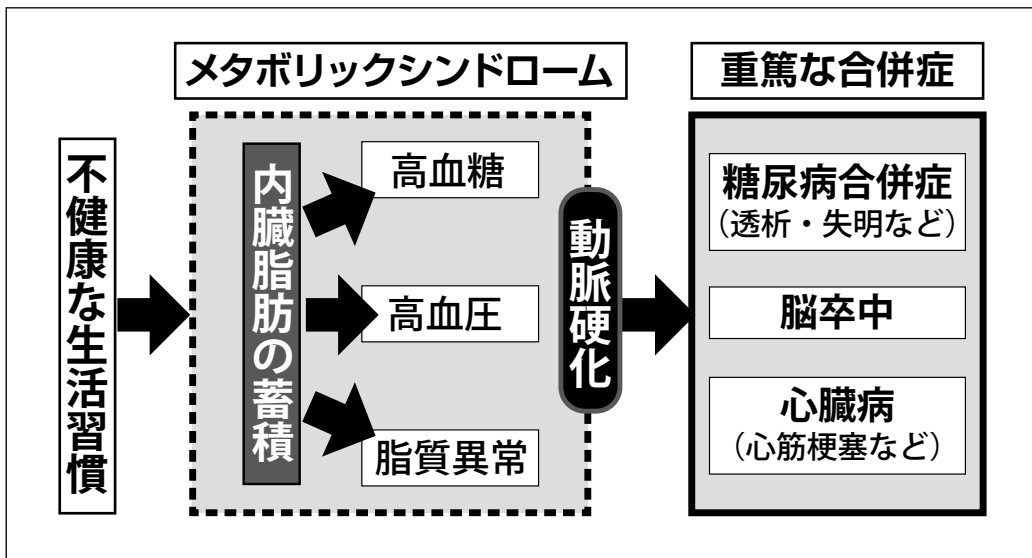 不健康な生活習慣
メタボリックシンドローム
内臓脂肪の蓄積
高血糖
高血圧
脂質異常
動脈硬化
重篤な合併症
糖尿病合併症
（透析・失明など）
脳卒中
心臓病
（心筋梗塞など）